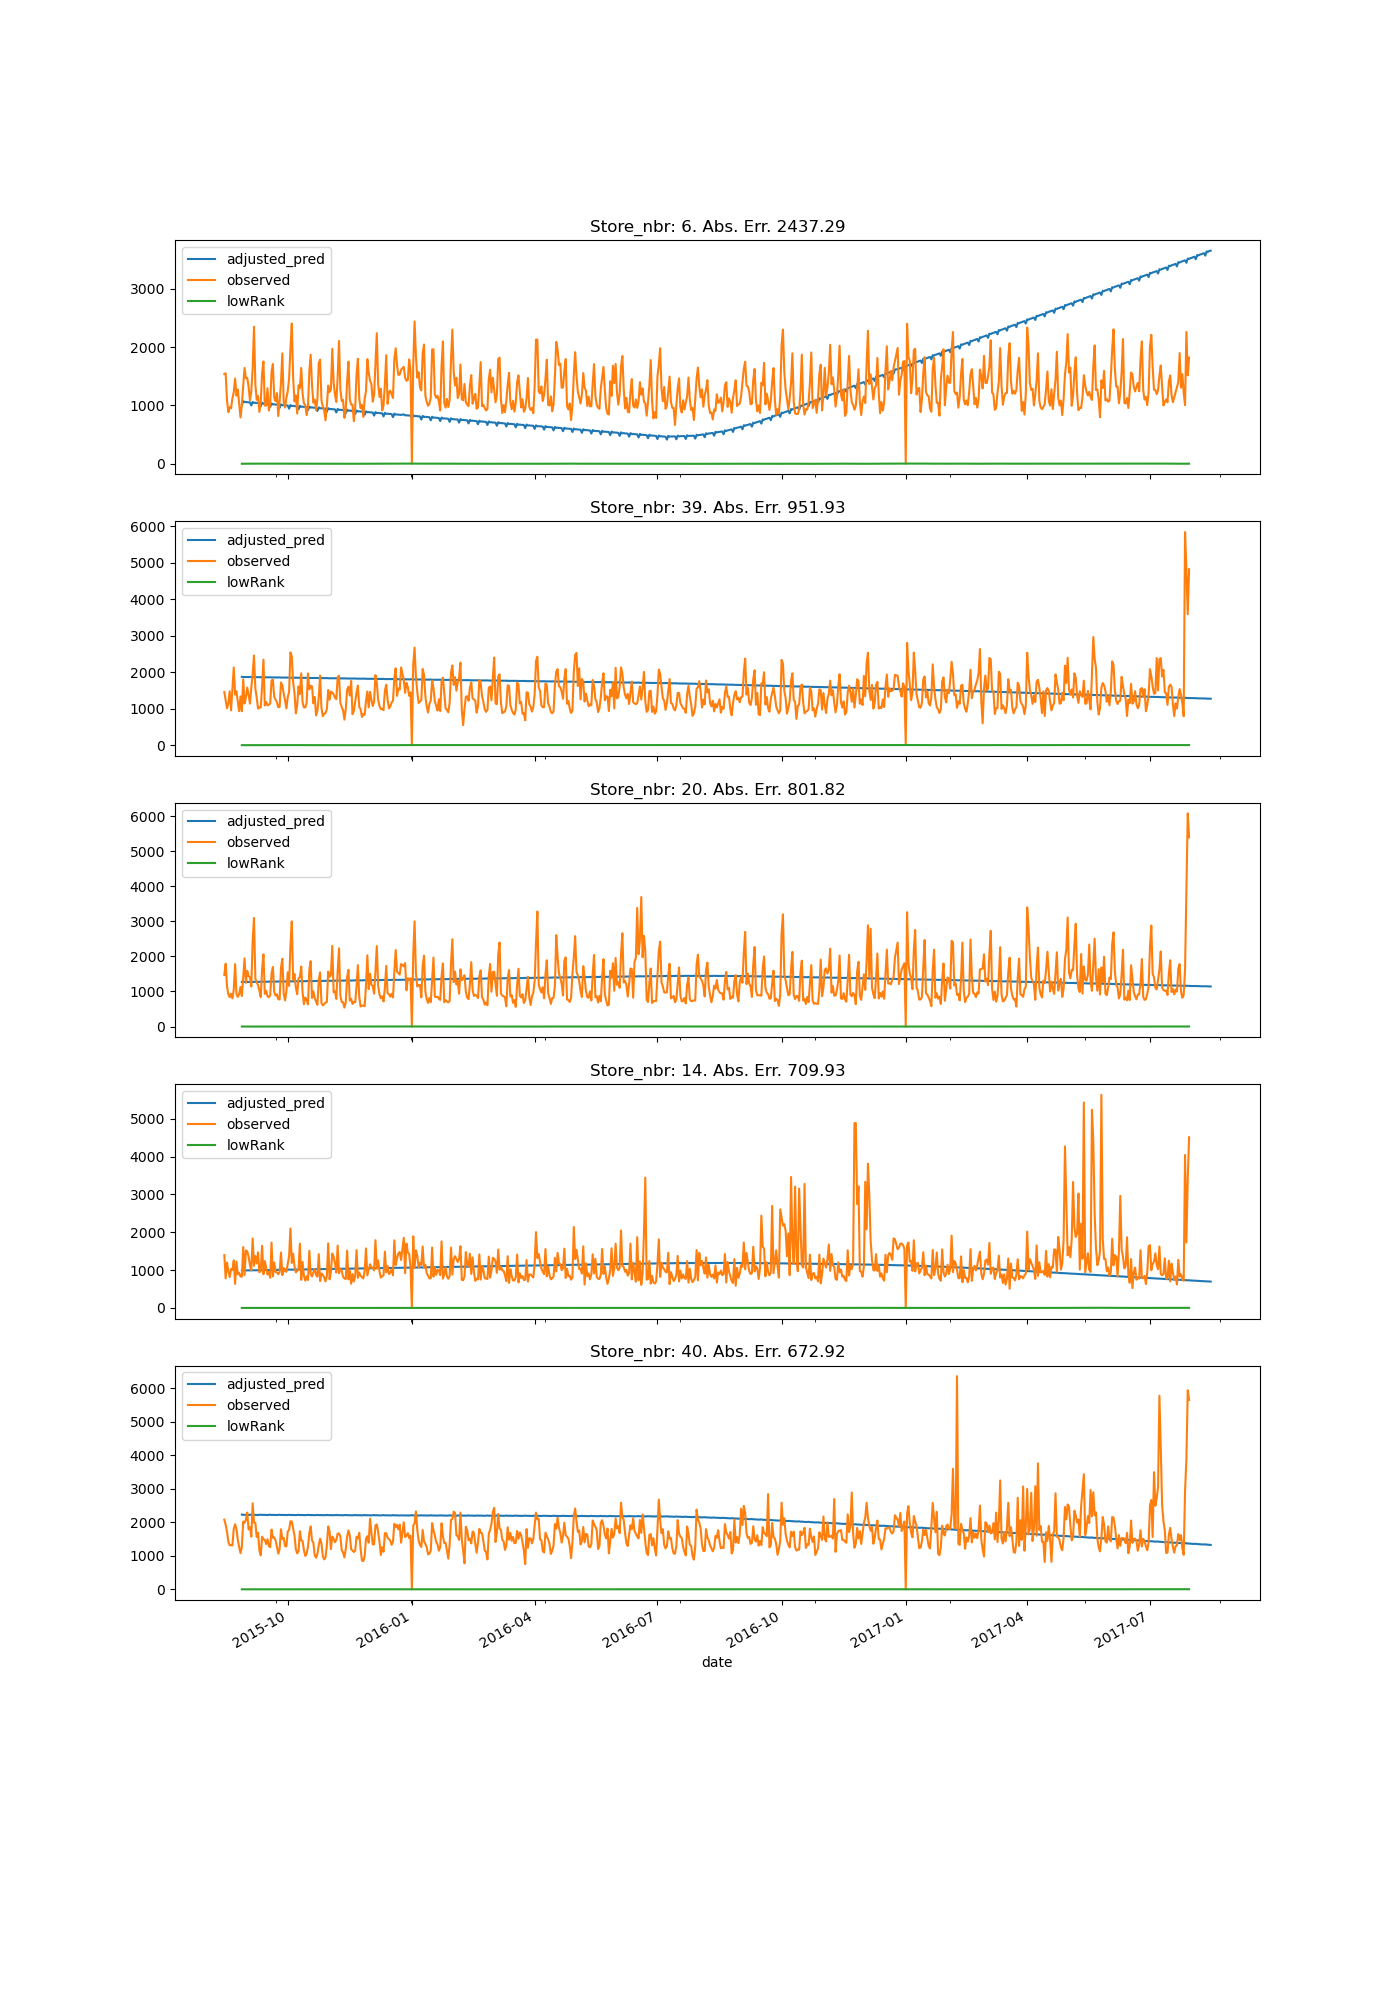 Store_nbr: 6. Abs. Err. 2437.29
adjusted_pred
observed
lowRank
3000
2000
1000
0
Store_nbr: 39. Abs. Err. 951.93
adjusted_pred
observed
lowRank
6000
5000
4000
3000
2000
1000
0
Store_nbr: 20. Abs. Err. 801.82
adjusted_pred
observed
lowRank
6000
5000
4000
3000
2000
1000
0
Store_nbr: 14. Abs. Err. 709.93
adjusted_pred
observed
lowRank
5000
4000
3000
2000
1000
0
Store_nbr: 40. Abs. Err. 672.92
adjusted_pred
observed
lowRank
6000
5000
4000
3000
2000
1000
0
2015-10 2016-01 2016-04 2016-07 2016-10 2017-01 2017-04 2017-07
date